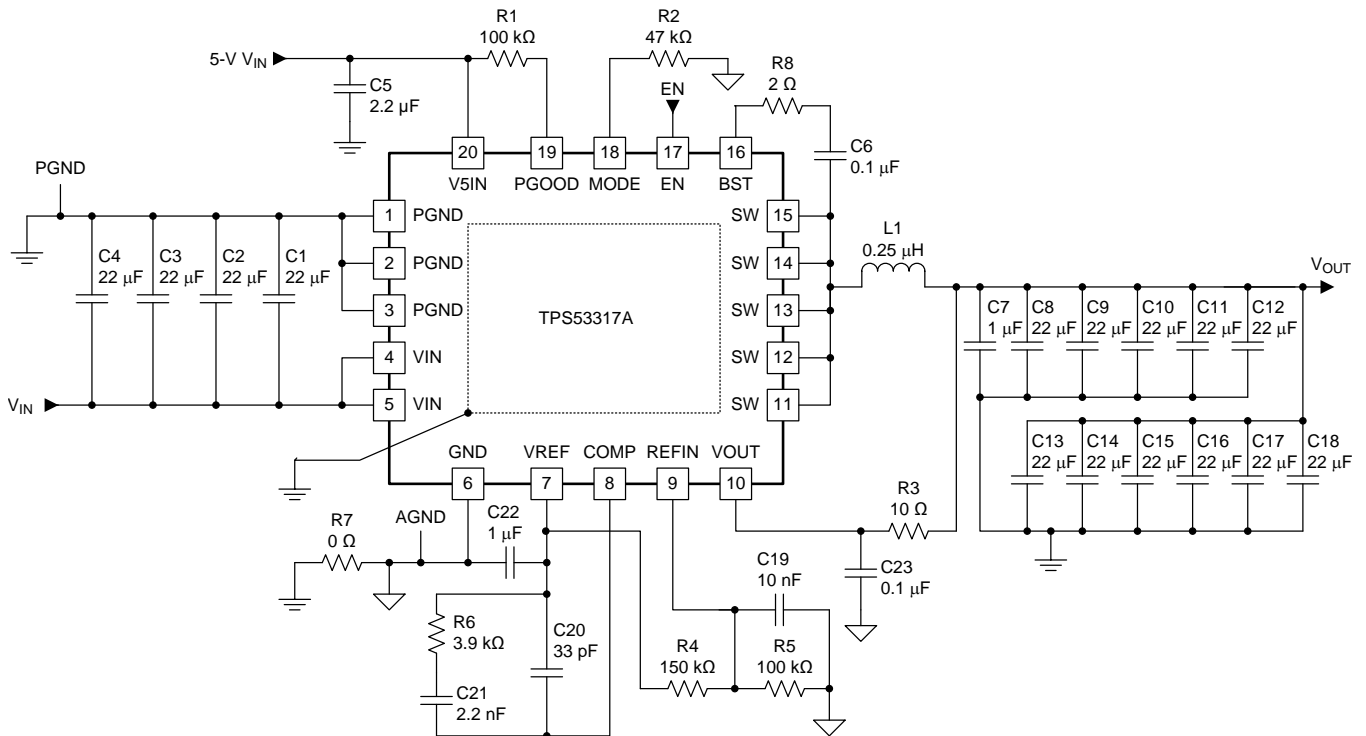 R1
100 kΩ
R2
47 kΩ
5-V VIN
C5
2.2 µF
EN
R8
2 Ω
C6
0.1 µF
20
19
18
17
16
V5IN
PGOOD
MODE
EN
BST
PGND
1
PGND
2
PGND
3
PGND
4
VIN
5
VIN
C4
22 µF
C3
22 µF
C2
22 µF
C1
22 µF
VIN
TPS53317A
SW
15
SW
14
SW
13
SW
12
SW
11
L1
0.25 µH
VOUT
C7
1 µF
C8
22 µF
C9
22 µF
C10
22 µF
C11
22 µF
C12
22 µF
C13
22 µF
C14
22 µF
C15
22 µF
C16
22 µF
C17
22 µF
C18
22 µF
GND
VREF
COMP
REFIN
VOUT
6
7
8
9
10
R7
0 Ω
AGND
C22
1 µF
R3
10 Ω
C23
0.1 µF
C19
10 nF
R6
3.9 kΩ
C20
33 pF
C21
2.2 nF
R4
150 kΩ
R5
100 kΩ